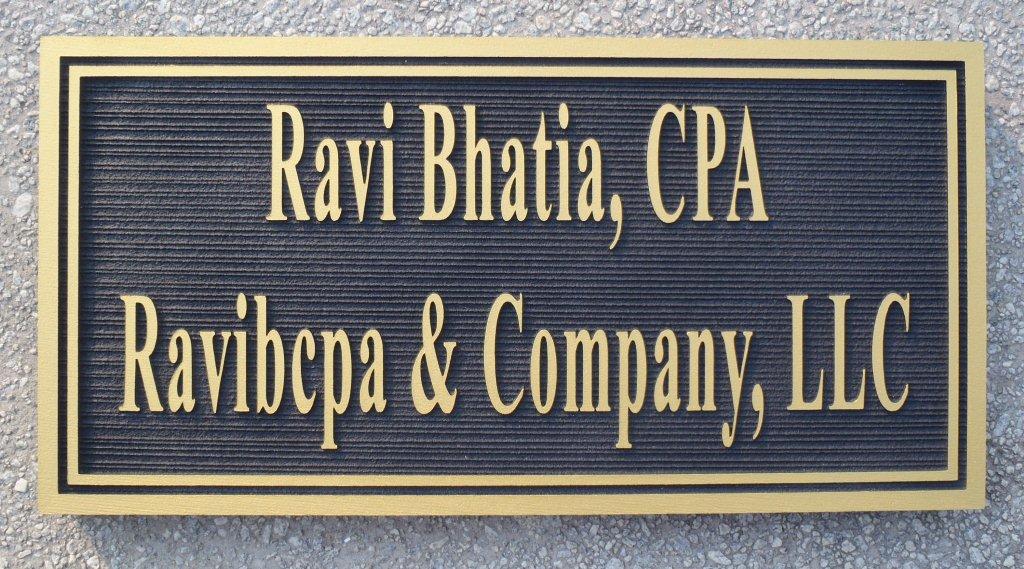 Ravi Bhatia, CPA
Ravibcpa & Company, LLC